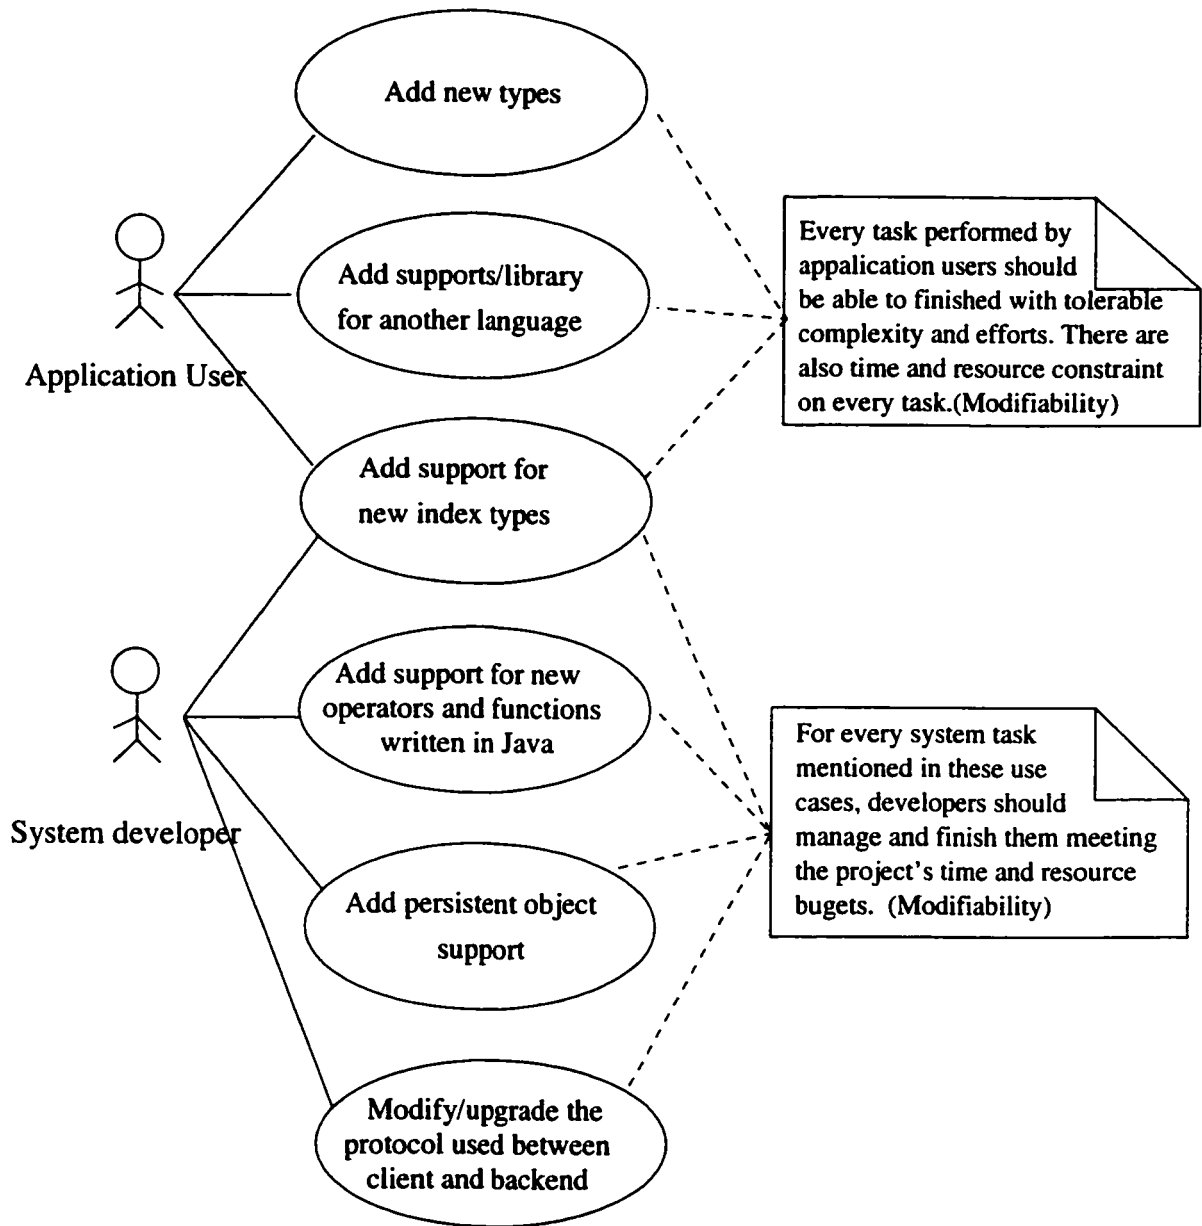 Add new types
Add supports/library
for another language
Application User
Every task performed by
appalication users should
be able to finished with tolerable
complexity and efforts. There are
also time and resource constraint
on every task.(Modifiability)
Add support for
new index types
Add support for new
operators and functions
written in Java
System developer
For every system task
mentioned in these use
cases, developers should
manage and finish them meeting
the project's time and resource
bugets. (Modifiability)
Add persistent object
support
Modify/upgrade the
protocol used between
client and backend